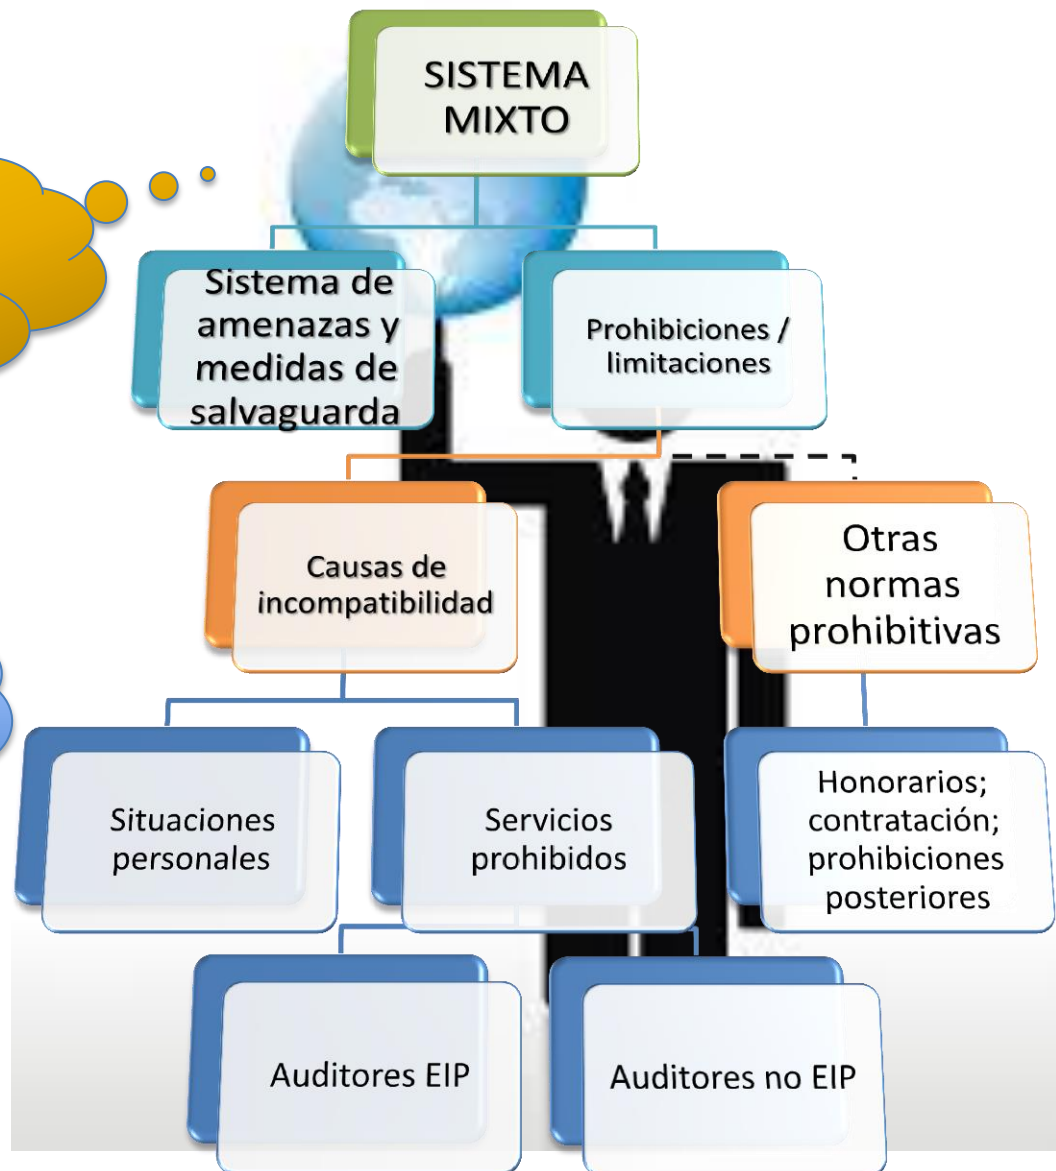 SISTEMA
MIXTO
Sistema de
amenazas y
medidas de
salvaguarda
Prohibiciones /
limitaciones
Causas de
incompatibilidad
Otras
normas
prohibitivas
Situaciones
personales
Servicios
prohibidos
Honorarios;
contratación;
prohibiciones
posteriores
Auditores EIP
Auditores no EIP